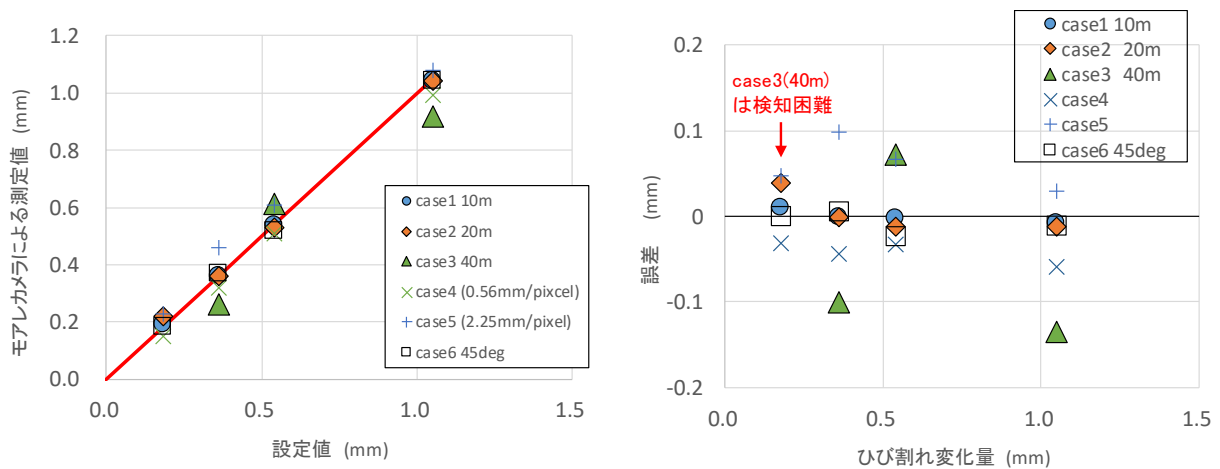 モアレカメラによる測定値 (mm)
1.2
1.0
0.8
0.6
0.4
0.2
0.0
0.0
0.5
1.0
1.5
設定値 (mm)
case1 10m
case2 20m
case3 40m
case4 (0.56mm/pixcel)
case5 (2.25mm/pixel)
case6 45deg
誤差 (mm)
0.2
0.1
0
-0.1
-0.2
0.0
0.5
1.0
1.5
ひび割れ変化量 (mm)
case3(40m)
は検知困難
case1 10m
case2 20m
case3 40m
case4
case5
case6 45deg